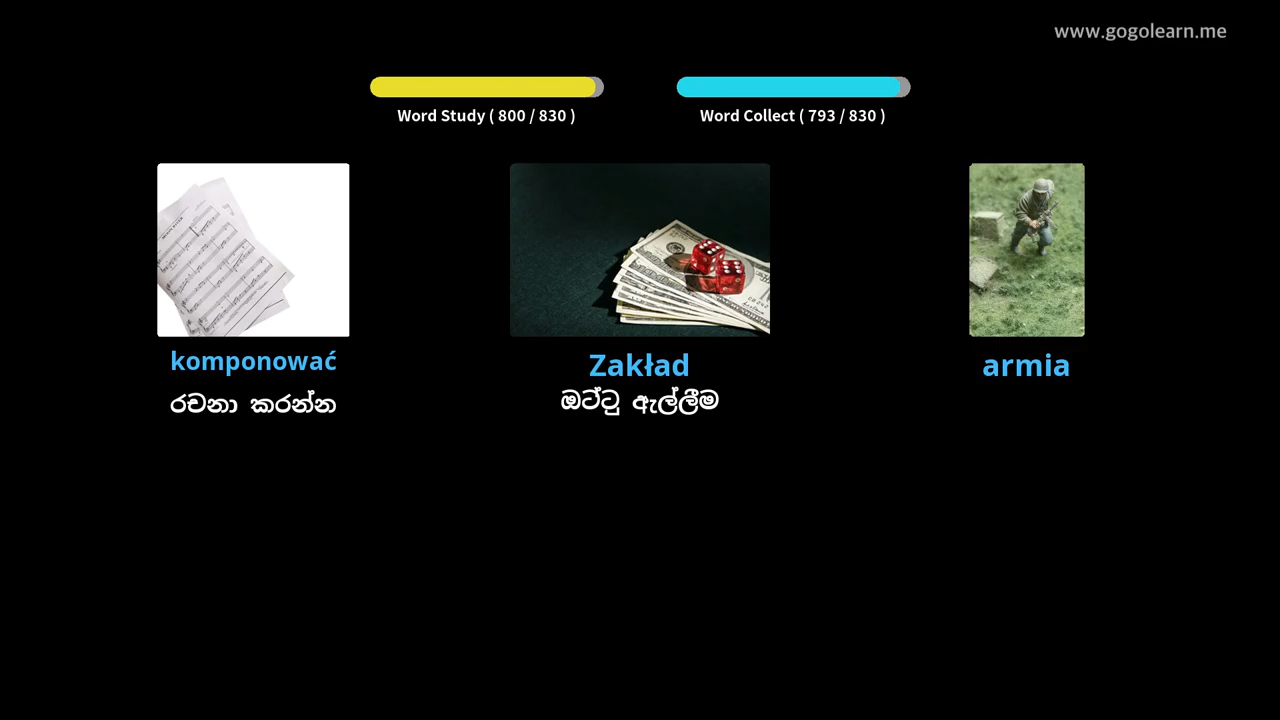 www.gogolearn.me
Word Study ( 800 / 830 )
Word Collect ( 793 / 830 )
komponować
රචනා කරන්න
Zakład
ඔට්ටු ඇල්ලීම
armia